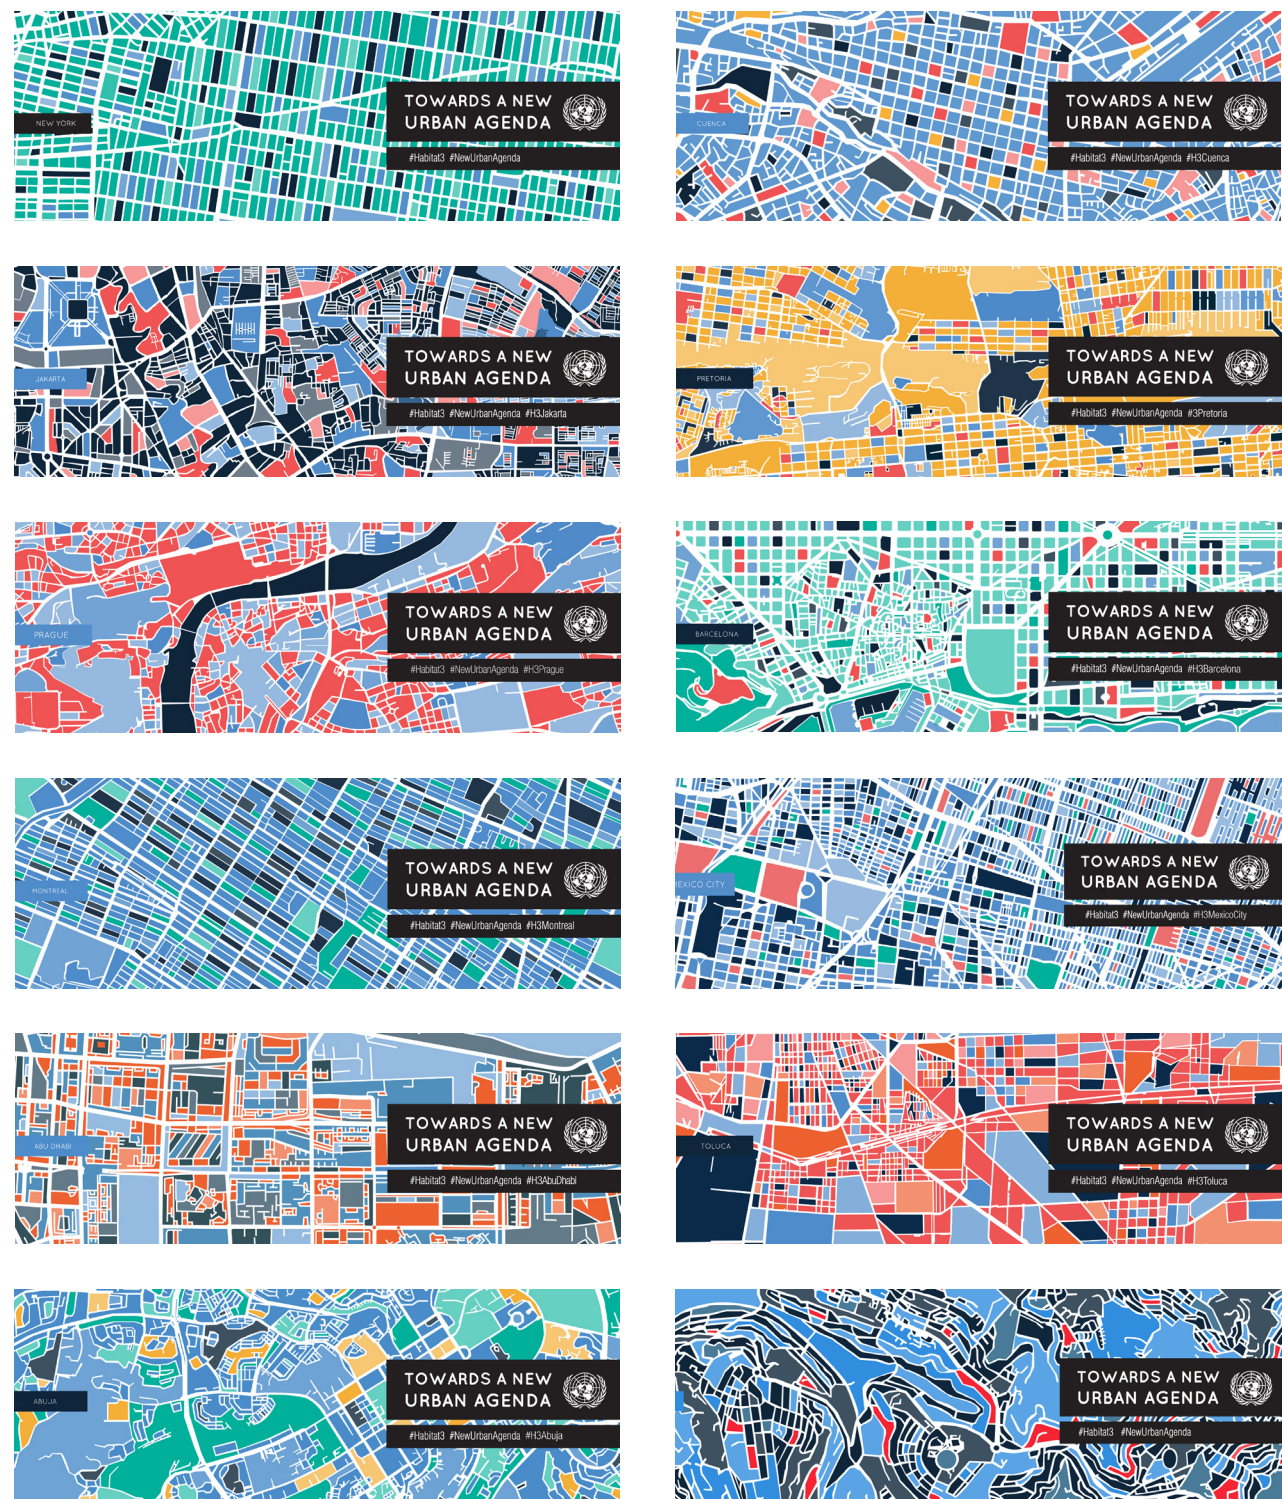 NEW YORK
TOWARDS A NEW
URBAN AGENDA
#Habitat3 #NewUrbanAgenda
CUENCA
TOWARDS A NEW
URBAN AGENDA
#Habitat3 #NewUrbanAgenda #H3Cuenca
JAKARTA
TOWARDS A NEW
URBAN AGENDA
#Habitat3 #NewUrbanAgenda #H3Jakarta
PRETORIA
TOWARDS A NEW
URBAN AGENDA
#Habitat3 #NewUrbanAgenda #3Pretoria
PRAGUE
TOWARDS A NEW
URBAN AGENDA
#Habitat3 #NewUrbanAgenda #H3Prague
BARCELONA
TOWARDS A NEW
URBAN AGENDA
#Habitat3 #NewUrbanAgenda #H3Barcelona
MONTREAL
TOWARDS A NEW
URBAN AGENDA
#Habitat3 #NewUrbanAgenda #H3Montreal
MEXICO CITY
TOWARDS A NEW
URBAN AGENDA
#Habitat3 #NewUrbanAgenda #H3MexicoCity
ABU DHABI
TOWARDS A NEW
URBAN AGENDA
#Habitat3 #NewUrbanAgenda #H3AbuDhabi
TOLUCA
TOWARDS A NEW
URBAN AGENDA
#Habitat3 #NewUrbanAgenda #H3Toluca
ABUJA
TOWARDS A NEW
URBAN AGENDA
#Habitat3 #NewUrbanAgenda #H3Abuja
TOWARDS A NEW
URBAN AGENDA
#Habitat3 #NewUrbanAgenda